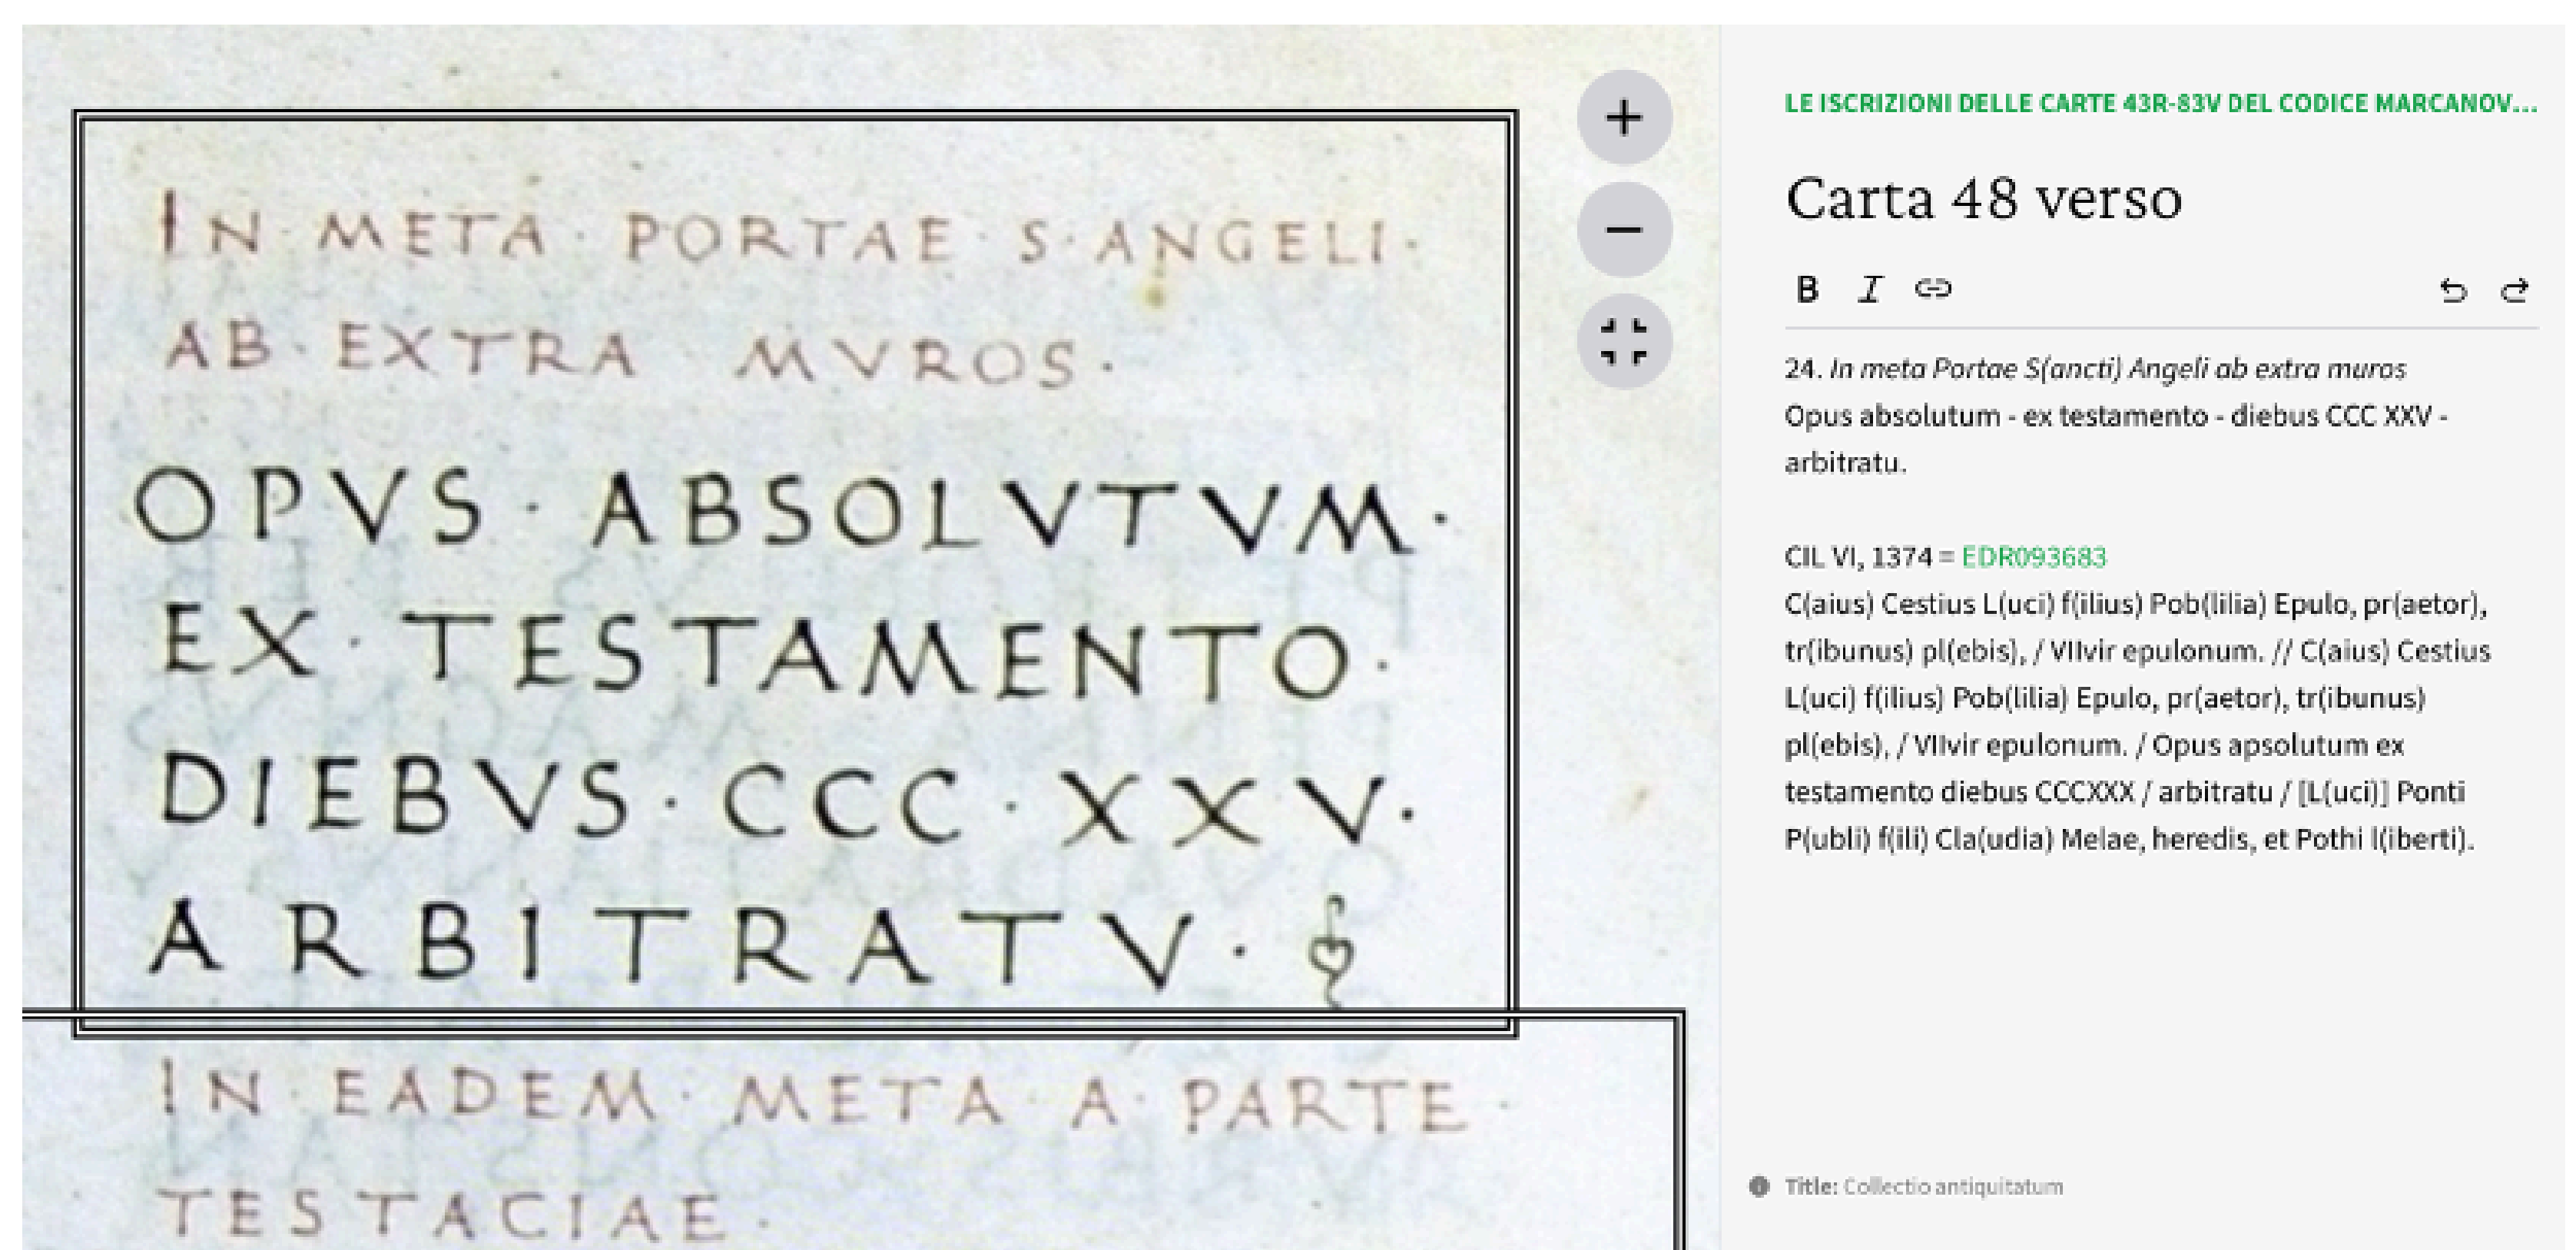 IN · META · PORTAE · S · ANGELI ·
AB · EXTRA · MVROS ·
OPVS · ABSOLVTVM ·
EX · TESTAMENTO ·
DIEBVS · CCC · XXV ·
ARBITRATV · ❦
IN · EADEM · META · A · PARTE ·
TESTACIAE ·
LE ISCRIZIONI DELLE CARTE 43R-83V DEL CODICE MARCANOV...
Carta 48 verso
B I
24. In meta Portae S(ancti) Angeli ab extra muros
Opus absolutum - ex testamento - diebus CCC XXV -
arbitratu.
CIL VI, 1374 = EDR093683
C(aius) Cestius L(uci) f(ilius) Pob(lilia) Epulo, pr(aetor),
tr(ibunus) pl(ebis), / VIIvir epulonum. // C(aius) Cestius
L(uci) f(ilius) Pob(lilia) Epulo, pr(aetor), tr(ibunus)
pl(ebis), / VIIvir epulonum. / Opus apsolutum ex
testamento diebus CCCXXX / arbitratu / [L(uci)] Ponti
P(ubli) f(ili) Cla(udia) Melae, heredis, et Pothi l(iberti).
Title: Collectio antiquitatum